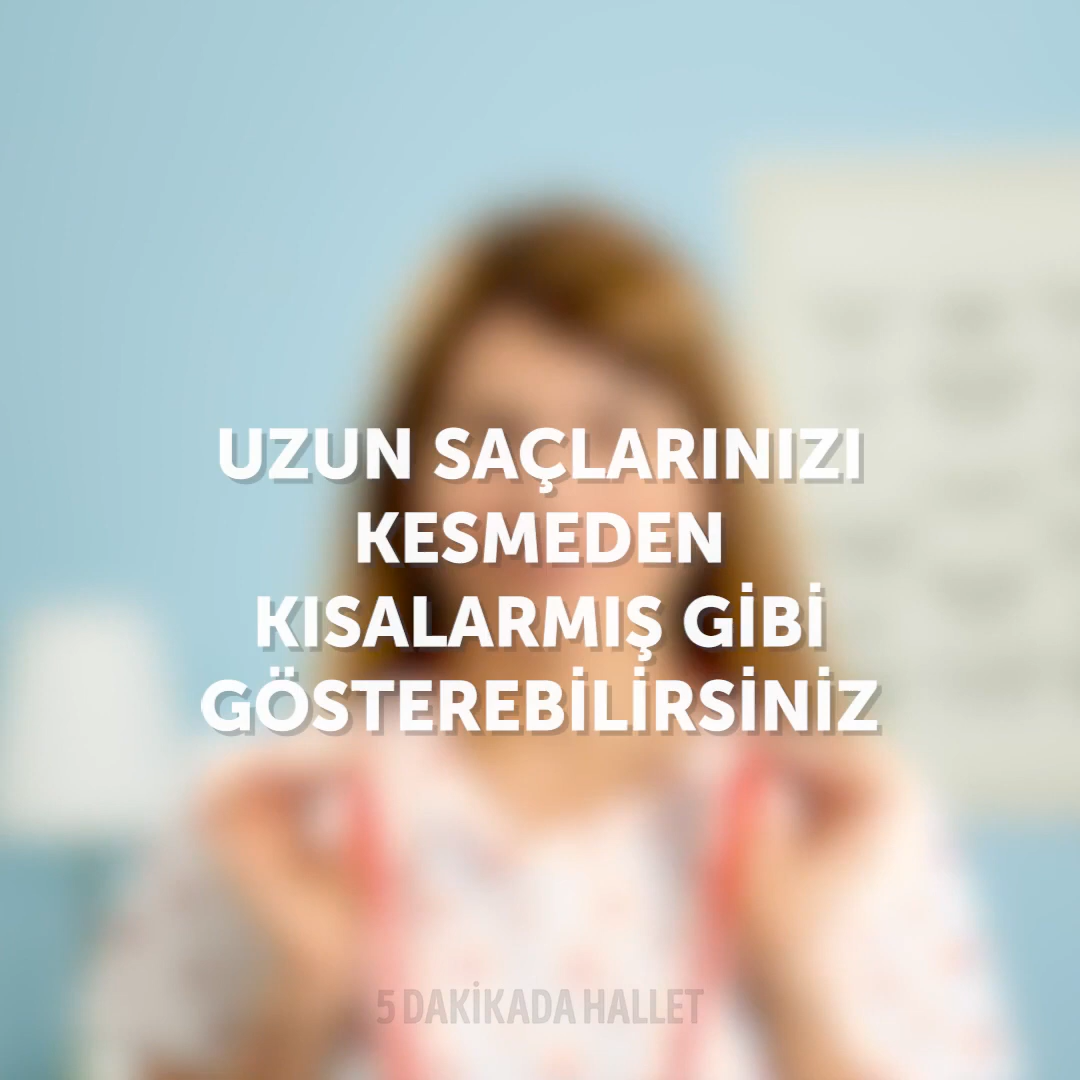 UZUN SAÇLARINIZI
KESMEDEN
KISALARMIŞ GİBİ
GÖSTEREBİLİRSİNİZ
5 DAKİKADA HALLET